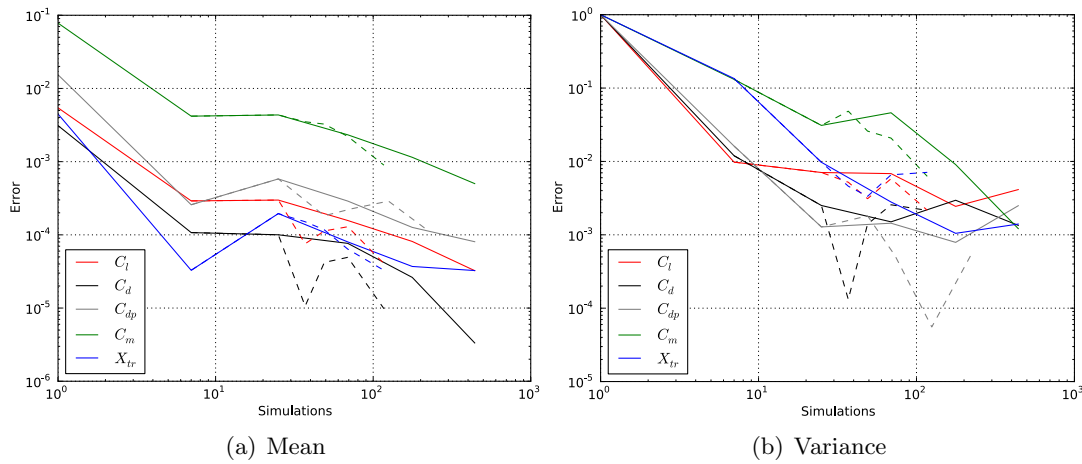 10^-1
10^0
10^-2
10^-1
10^-3
10^-2
Error
Error
10^-4
10^-3
C_l
C_l
C_d
C_d
10^-5
C_dp
10^-4
C_dp
C_m
C_m
X_tr
X_tr
10^-6
10^-5
10^0
10^1
10^2
10^3
10^0
10^1
10^2
10^3
Simulations
Simulations
(a) Mean
(b) Variance